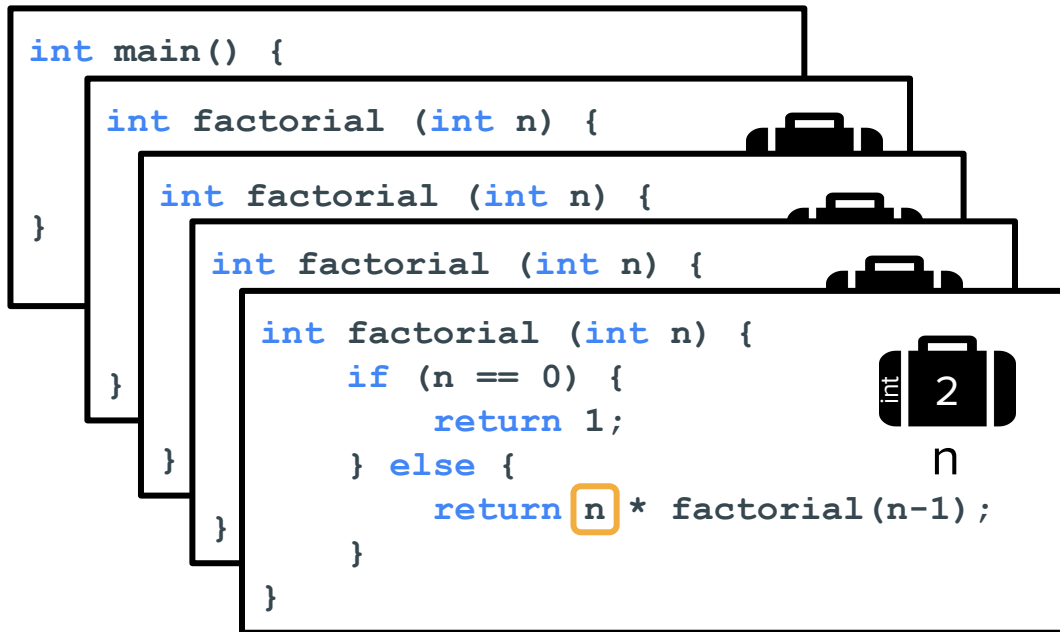 int main() {
int factorial (int n) {
int factorial (int n) {
}
int factorial (int n) {
int factorial (int n) {
if (n == 0) {
int 2
}
return 1;
} else {
n
}
return n * factorial(n-1);
}
}
}